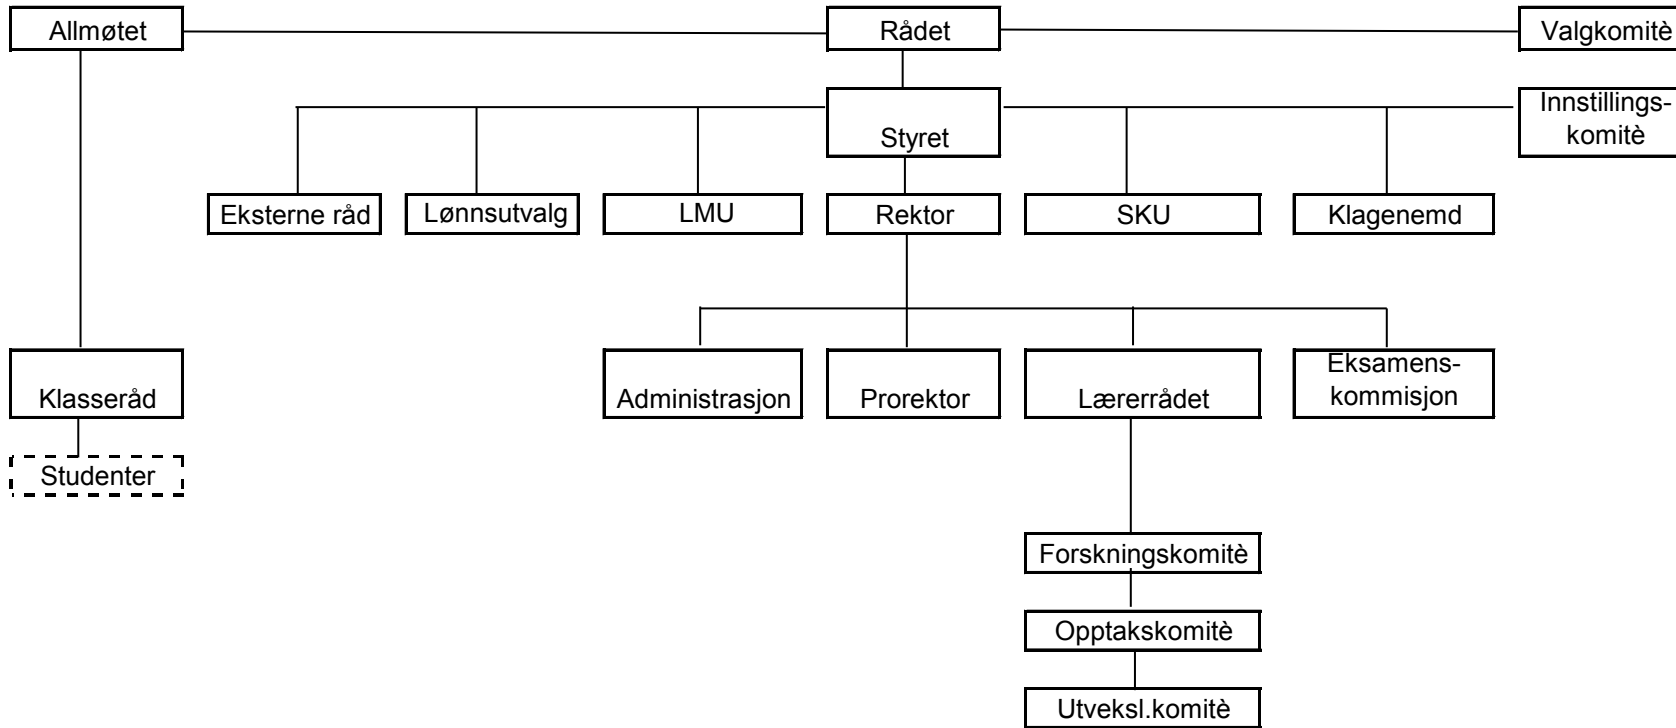 Allmøtet
Rådet
Valgkomitè
Styret
Innstillings-
komitè
Eksterne råd
Lønnsutvalg
LMU
Rektor
SKU
Klagenemd
Klasseråd
Administrasjon
Prorektor
Lærerrådet
Eksamens-
kommisjon
Studenter
Forskningskomitè
Opptakskomitè
Utveksl.komitè